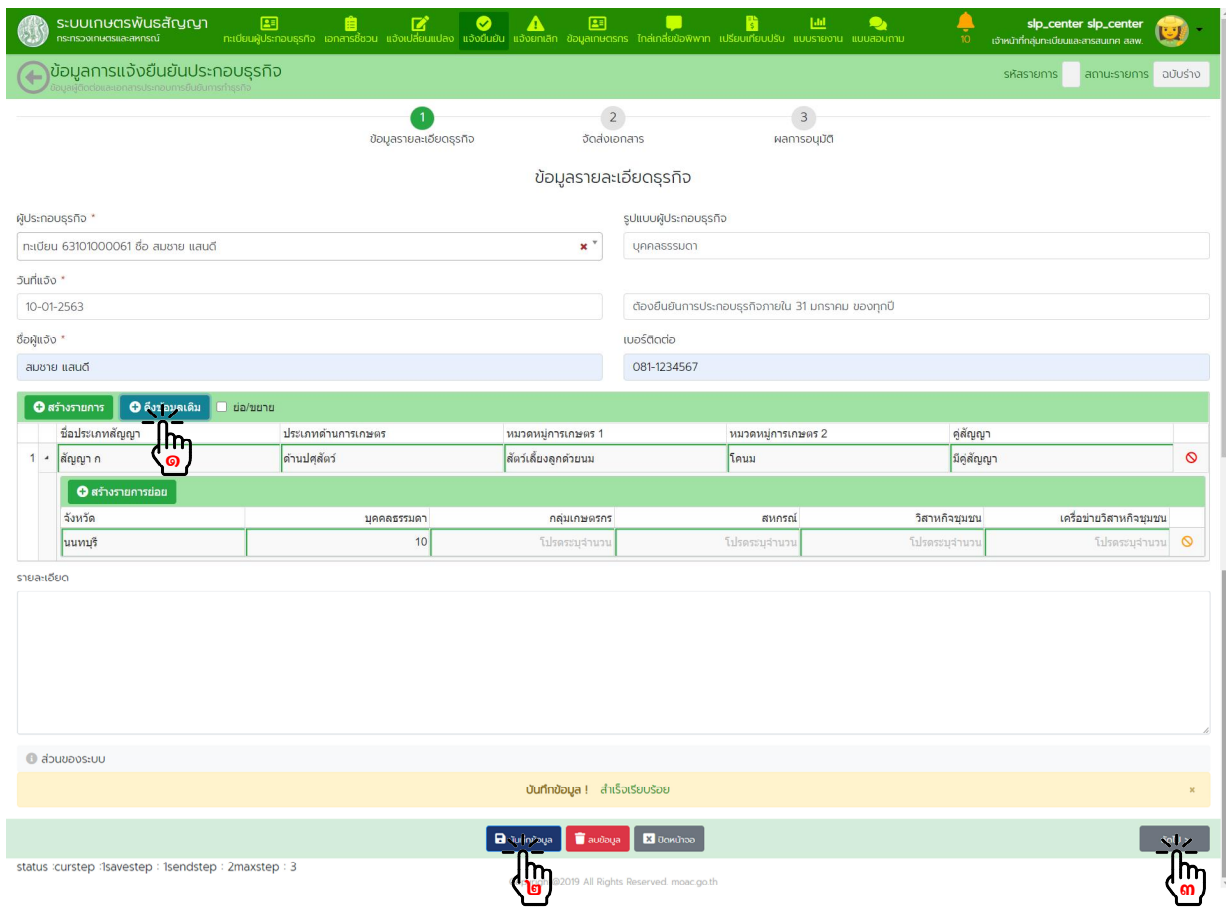 ระบบเกษตรพันธสัญญา
กระทรวงเกษตรและสหกรณ์
ทะเบียนผู้ประกอบธุรกิจ เอกสารชี้ชวน แจ้งเปลี่ยนแปลง แจ้งยืนยัน แจ้งยกเลิก ข้อมูลเกษตรกร ไกล่เกลี่ยข้อพิพาท เปรียบเทียบปรับ แบบรายงาน แบบสอบถาม 10
slp_center slp_center
เจ้าหน้าที่กลุ่มทะเบียนและสารสนเทศ สลพ.
ข้อมูลการแจ้งยืนยันประกอบธุรกิจ
ข้อมูลผู้ติดต่อและเอกสารประกอบการยืนยันการทำธุรกิจ
รหัสรายการ สถานะรายการ ฉบับร่าง
1 2 3
ข้อมูลรายละเอียดธุรกิจ จัดส่งเอกสาร ผลการอนุมัติ
ข้อมูลรายละเอียดธุรกิจ
ผู้ประกอบธุรกิจ * รูปแบบผู้ประกอบธุรกิจ
ทะเบียน 63101000061 ชื่อ สมชาย แสนดี บุคคลธรรมดา
วันที่แจ้ง *
10-01-2563 ต้องยืนยันการประกอบธุรกิจภายใน 31 มกราคม ของทุกปี
ชื่อผู้แจ้ง * เบอร์ติดต่อ
สมชาย แสนดี 081-1234567
สร้างรายการ ดึงข้อมูลเดิม ย่อ/ขยาย
ชื่อประเภทสัญญา ประเภทด้านการเกษตร หมวดหมู่การเกษตร 1 หมวดหมู่การเกษตร 2 คู่สัญญา
1 สัญญา ก ด้านปศุสัตว์ สัตว์เลี้ยงลูกด้วยนม โคนม มีคู่สัญญา
๑
สร้างรายการย่อย
จังหวัด บุคคลธรรมดา กลุ่มเกษตรกร สหกรณ์ วิสาหกิจชุมชน เครือข่ายวิสาหกิจชุมชน
นนทบุรี 10 โปรดระบุจำนวน โปรดระบุจำนวน โปรดระบุจำนวน โปรดระบุจำนวน
รายละเอียด
ส่วนของระบบ
บันทึกข้อมูล ! สำเร็จเรียบร้อย ×
บันทึกข้อมูล ลบข้อมูล ปิดหน้าจอ
status :curstep :1savestep : 1sendstep : 2maxstep : 3
@2019 All Rights Reserved. moac.go.th
๒ ๓